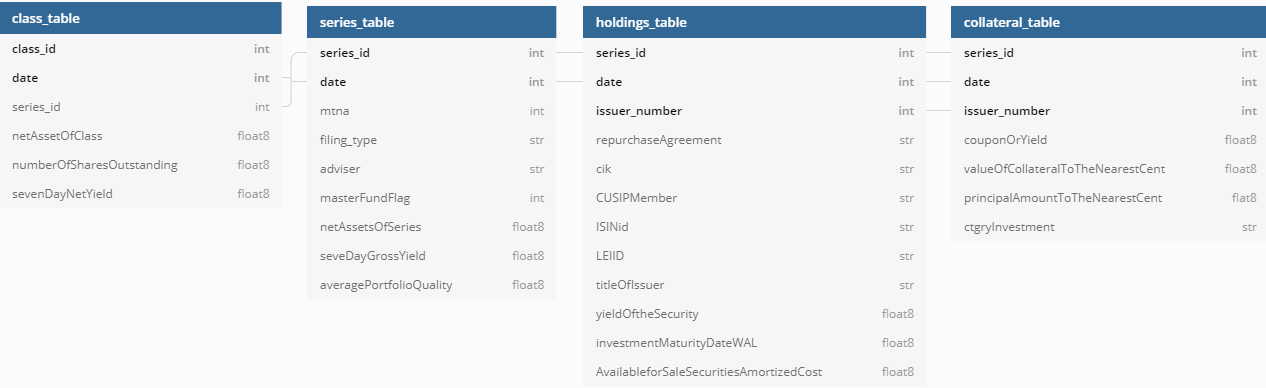 class_table
class_id int
date int
series_id int
netAssetOfClass float8
numberOfSharesOutstanding float8
sevenDayNetYield float8
series_table
series_id int
date int
mtna int
filing_type str
adviser str
masterFundFlag int
netAssetsOfSeries float8
seveDayGrossYield float8
averagePortfolioQuality float8
holdings_table
series_id int
date int
issuer_number int
repurchaseAgreement str
cik str
CUSIPMember str
ISINid str
LEIID str
titleOfIssuer str
yieldOftheSecurity float8
investmentMaturityDateWAL float8
AvailableforSaleSecuritiesAmortizedCost float8
collateral_table
series_id int
date int
issuer_number int
couponOrYield float8
valueOfCollateralToTheNearestCent float8
principalAmountToTheNearestCent flat8
ctgryInvestment str